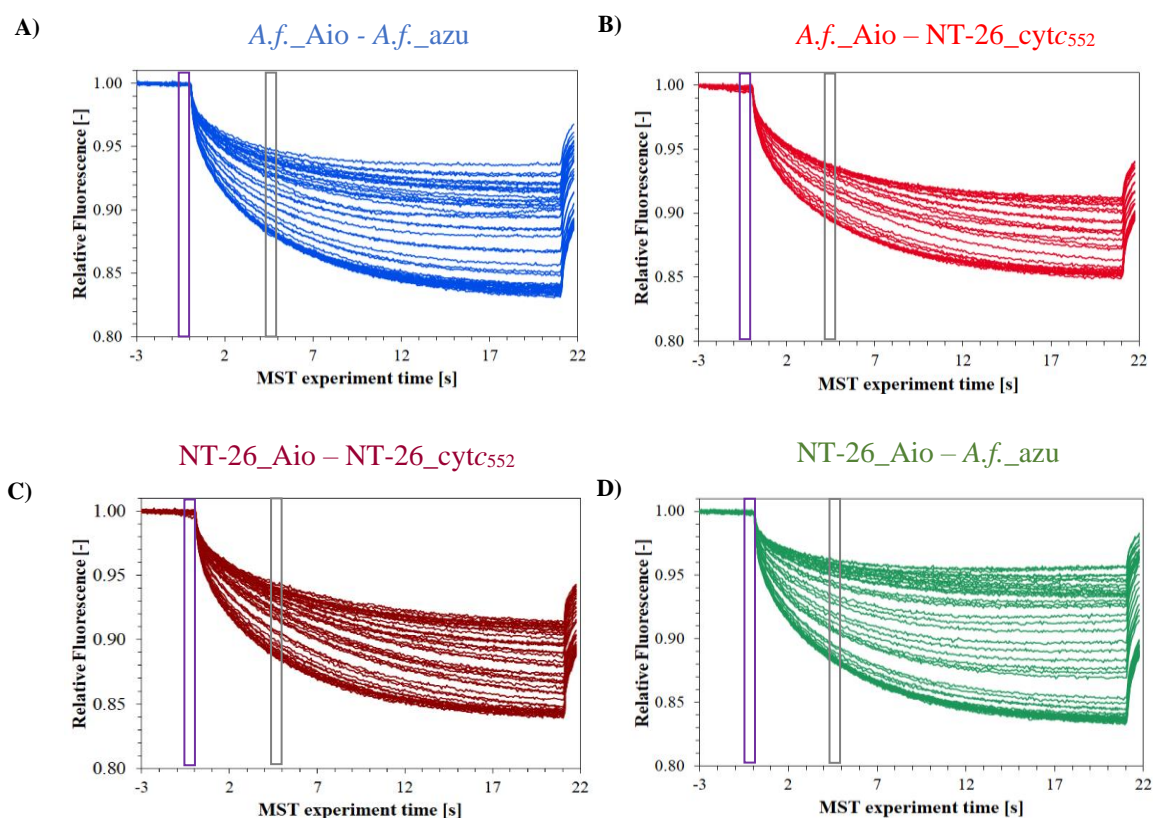 A)
A.f._Aio - A.f._azu
Relative Fluorescence [-]
1.00
0.95
0.90
0.85
0.80
-3 2 7 12 17 22
MST experiment time [s]
B)
A.f._Aio – NT-26_cytc552
Relative Fluorescence [-]
1.00
0.95
0.90
0.85
0.80
-3 2 7 12 17 22
MST experiment time [s]
C)
NT-26_Aio – NT-26_cytc552
Relative Fluorescence [-]
1.00
0.95
0.90
0.85
0.80
-3 2 7 12 17 22
MST experiment time [s]
D)
NT-26_Aio – A.f._azu
Relative Fluorescence [-]
1.00
0.95
0.90
0.85
0.80
-3 2 7 12 17 22
MST experiment time [s]